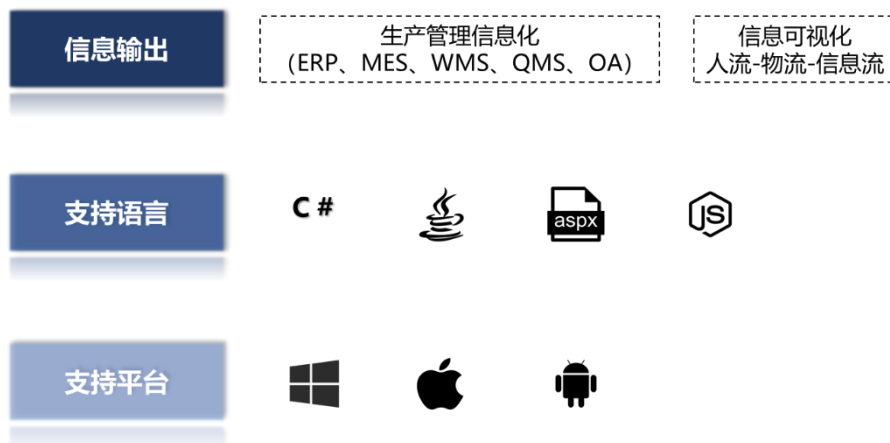 信息输出
生产管理信息化
（ERP、MES、WMS、QMS、OA）
信息可视化
人流-物流-信息流
支持语言
C #
aspx
JS
支持平台